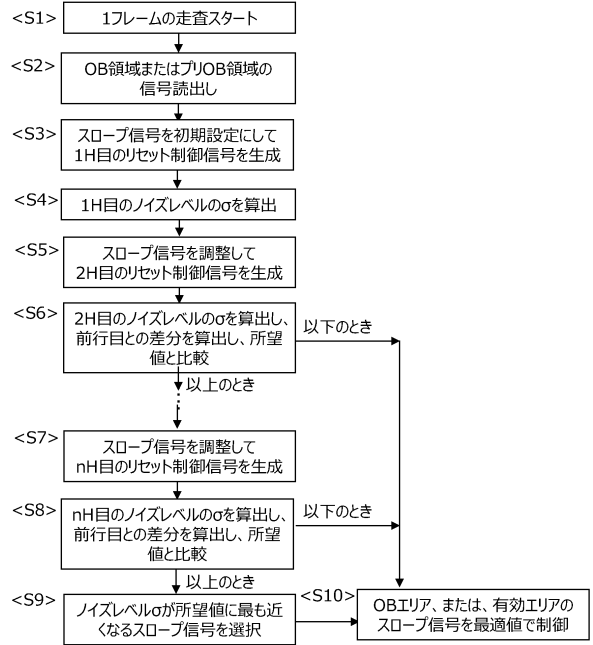 <S1>
1フレームの走査スタート
<S2>
OB領域またはプリOB領域の
信号読出し
<S3>
スロープ信号を初期設定にして
1H目のリセット制御信号を生成
<S4>
1H目のノイズレベルのσを算出
<S5>
スロープ信号を調整して
2H目のリセット制御信号を生成
<S6>
2H目のノイズレベルのσを算出し、
前行目との差分を算出し、所望
値と比較
以下のとき
以上のとき
<S7>
スロープ信号を調整して
nH目のリセット制御信号を生成
<S8>
nH目のノイズレベルのσを算出し、
前行目との差分を算出し、所望
値と比較
以下のとき
以上のとき
<S9>
ノイズレベルσが所望値に最も近
くなるスロープ信号を選択
<S10>
OBエリア、または、有効エリアの
スロープ信号を最適値で制御